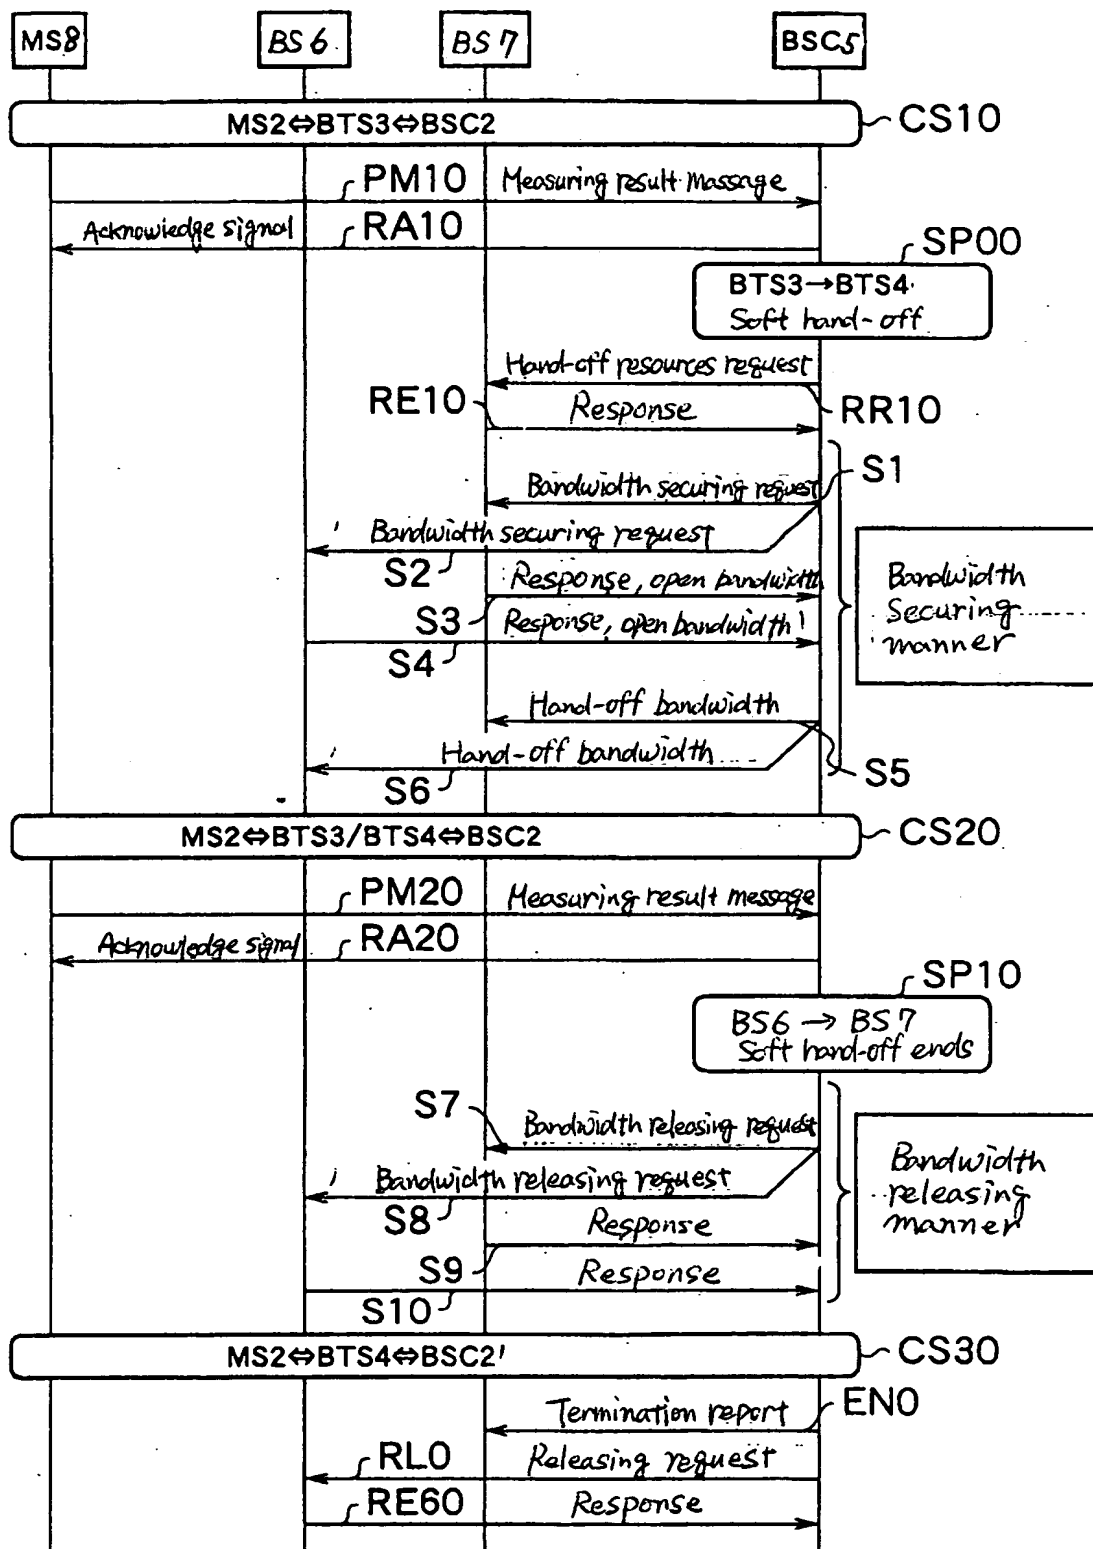 MS8 BS6 BS7 BSC5
MS2⇔BTS3⇔BSC2 CS10
PM10 Measuring result massage
Acknowledge signal RA10
SP00
BTS3→BTS4
Soft hand-off
Hand-off resources request
RE10 Response RR10
S1
Bandwidth securing request
Bandwidth securing request
S2 Response, open bandwidth
S3 Response, open bandwidth
S4
Bandwidth
securing
manner
Hand-off bandwidth
Hand-off bandwidth S5
S6
MS2⇔BTS3/BTS4⇔BSC2 CS20
PM20 Measuring result message
Acknowledge signal RA20
SP10
BS6 → BS7
Soft hand-off ends
S7 Bandwidth releasing request
Bandwidth releasing request
S8 Response
S9 Response
S10
Bandwidth
releasing
manner
MS2⇔BTS4⇔BSC2' CS30
Termination report EN0
RL0 Releasing request
RE60 Response